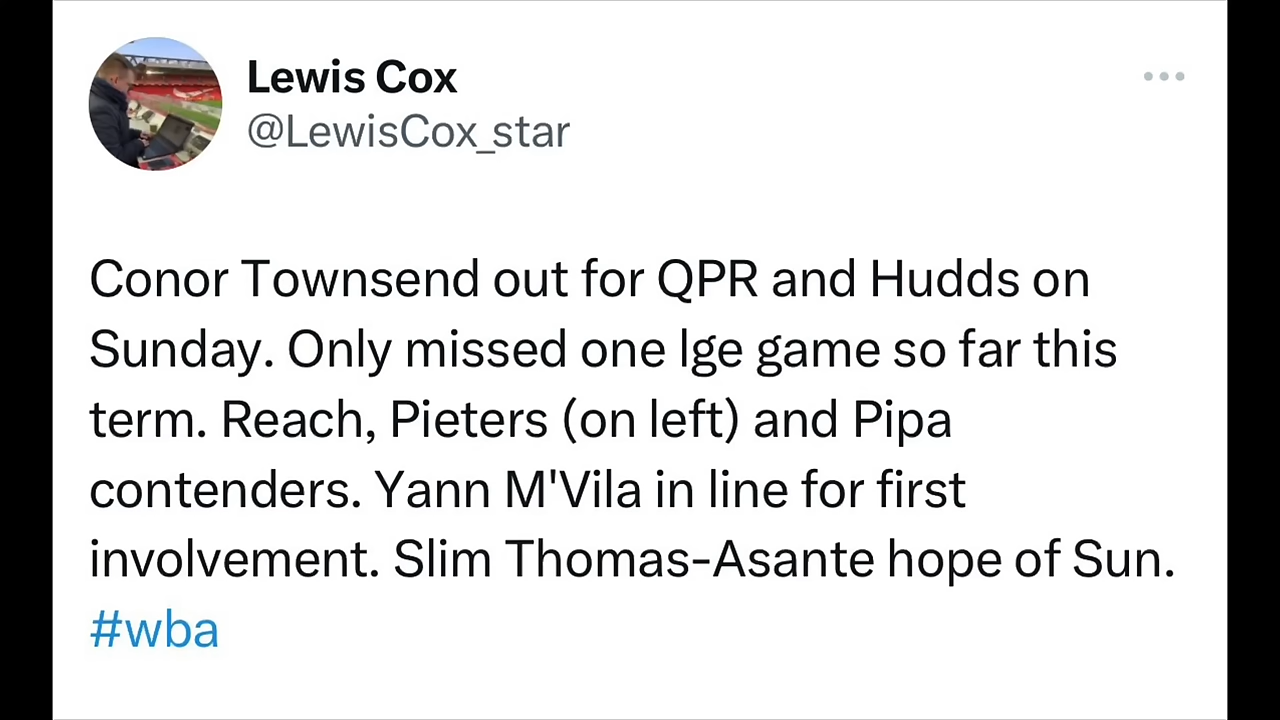 Lewis Cox
@LewisCox_star
Conor Townsend out for QPR and Hudds on
Sunday. Only missed one lge game so far this
term. Reach, Pieters (on left) and Pipa
contenders. Yann M'Vila in line for first
involvement. Slim Thomas-Asante hope of Sun.
#wba